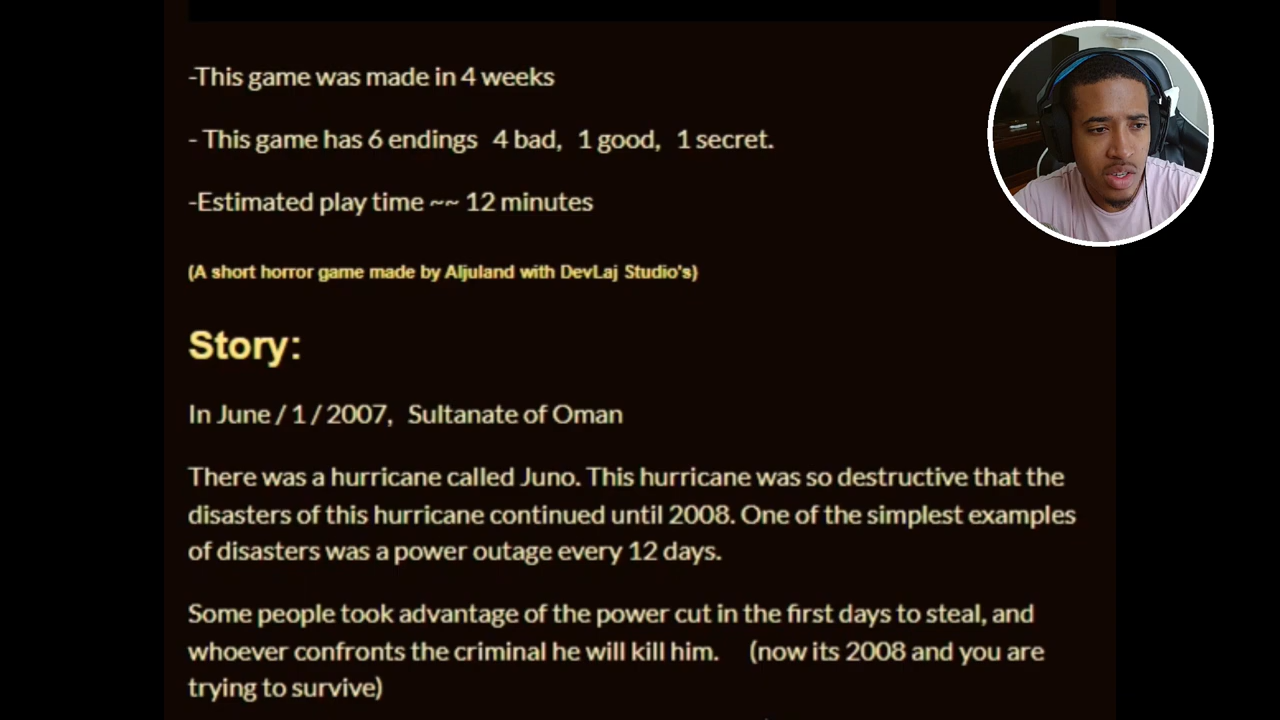 -This game was made in 4 weeks
- This game has 6 endings 4 bad, 1 good, 1 secret.
-Estimated play time ~~ 12 minutes
(A short horror game made by Aljuland with DevLaj Studio's)
Story:
In June / 1 / 2007, Sultanate of Oman
There was a hurricane called Juno. This hurricane was so destructive that the
disasters of this hurricane continued until 2008. One of the simplest examples
of disasters was a power outage every 12 days.
Some people took advantage of the power cut in the first days to steal, and
whoever confronts the criminal he will kill him. (now its 2008 and you are
trying to survive)